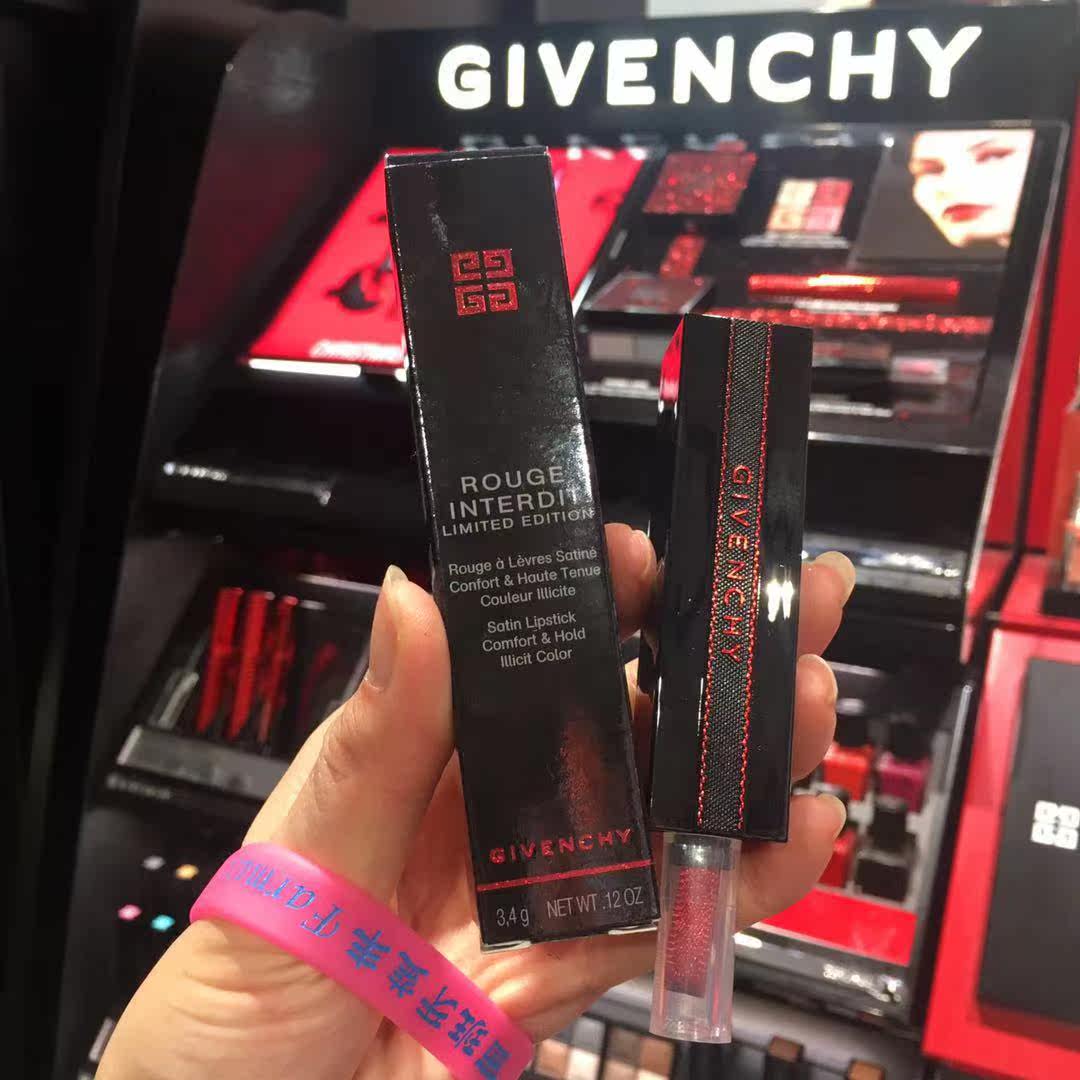 GIVENCHY
ROUGE
INTERDIT
LIMITED EDITION
Rouge à Lèvres Satiné
Confort & Haute Tenue
Couleur Illicite
Satin Lipstick
Comfort & Hold
Illicit Color
GIVENCHY
3,4 g NET WT .12 OZ
GIVENCHY